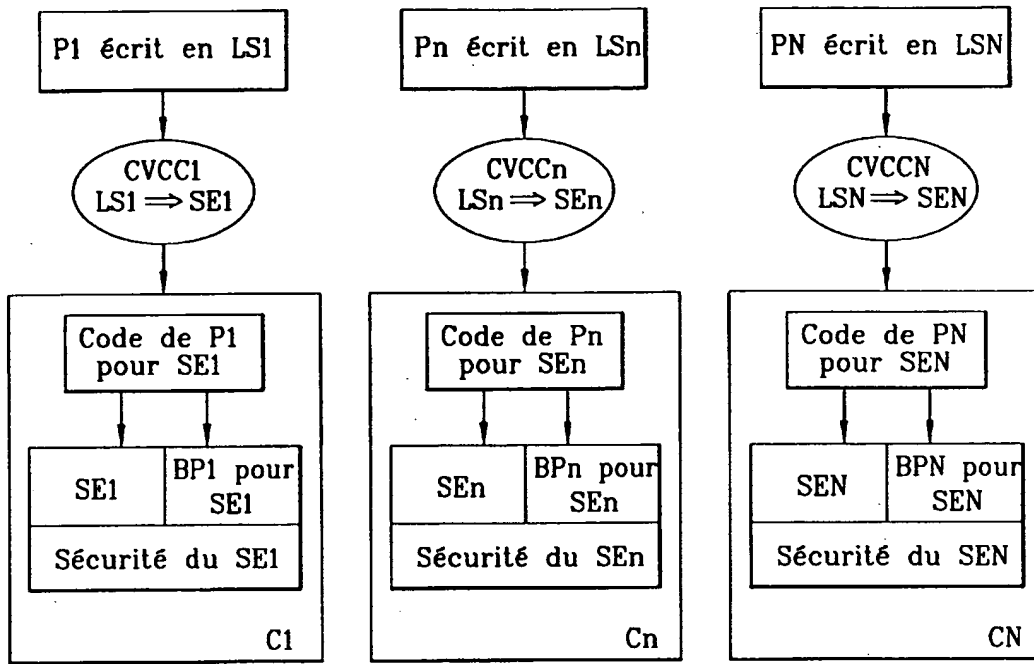 P1 écrit en LS1
CVCC1
LS1 ⇒ SE1
Code de P1
pour SE1
SE1
BP1 pour
SE1
Sécurité du SE1
C1
Pn écrit en LSn
CVCCn
LSn ⇒ SEn
Code de Pn
pour SEn
SEn
BPn pour
SEn
Sécurité du SEn
Cn
PN écrit en LSN
CVCCN
LSN ⇒ SEN
Code de PN
pour SEN
SEN
BPN pour
SEN
Sécurité du SEN
CN